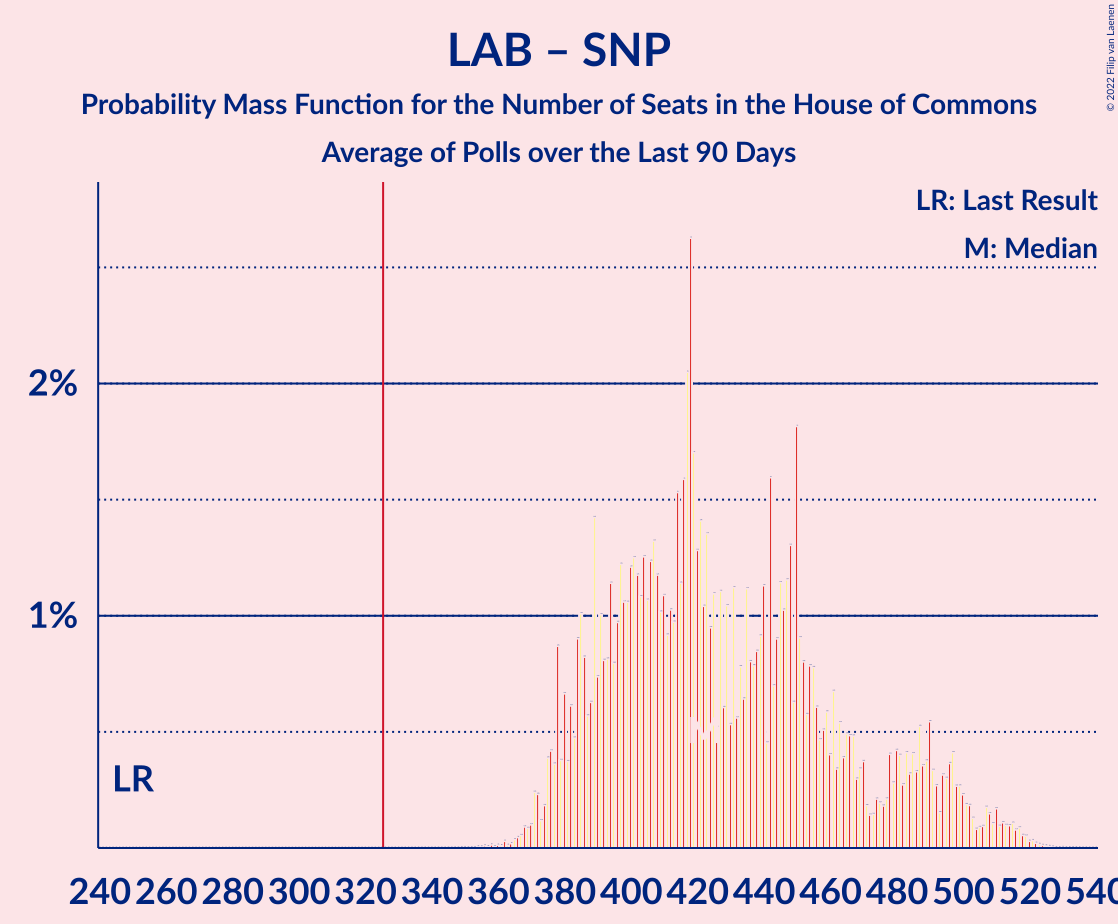 LAB – SNP
Probability Mass Function for the Number of Seats in the House of Commons
Average of Polls over the Last 90 Days
© 2022 Filip van Laenen
LR: Last Result
M: Median
2%
1%
LR
M
240 260 280 300 320 340 360 380 400 420 440 460 480 500 520 540